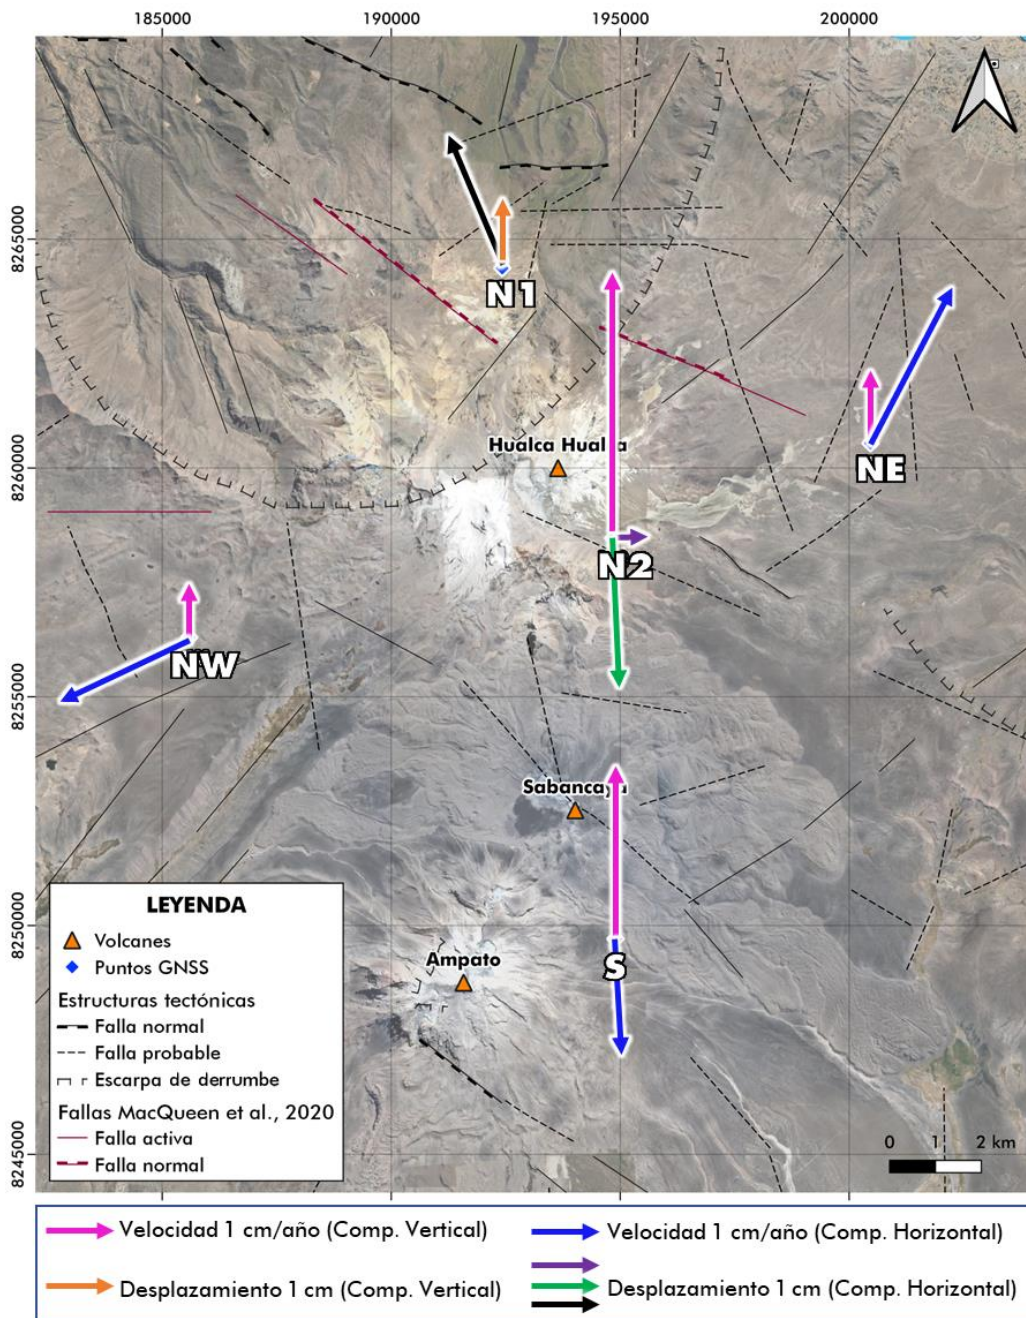 185000 190000 195000 200000
8265000
N1
Hualca Hualca
NE
8260000
N2
NW
8255000
Sabancaya
8250000
S
Ampato
8245000
LEYENDA
Volcanes
Puntos GNSS
Estructuras tectónicas
Falla normal
Falla probable
Escarpa de derrumbe
Fallas MacQueen et al., 2020
Falla activa
Falla normal
0 1 2 km
Velocidad 1 cm/año (Comp. Vertical)
Velocidad 1 cm/año (Comp. Horizontal)
Desplazamiento 1 cm (Comp. Vertical)
Desplazamiento 1 cm (Comp. Horizontal)